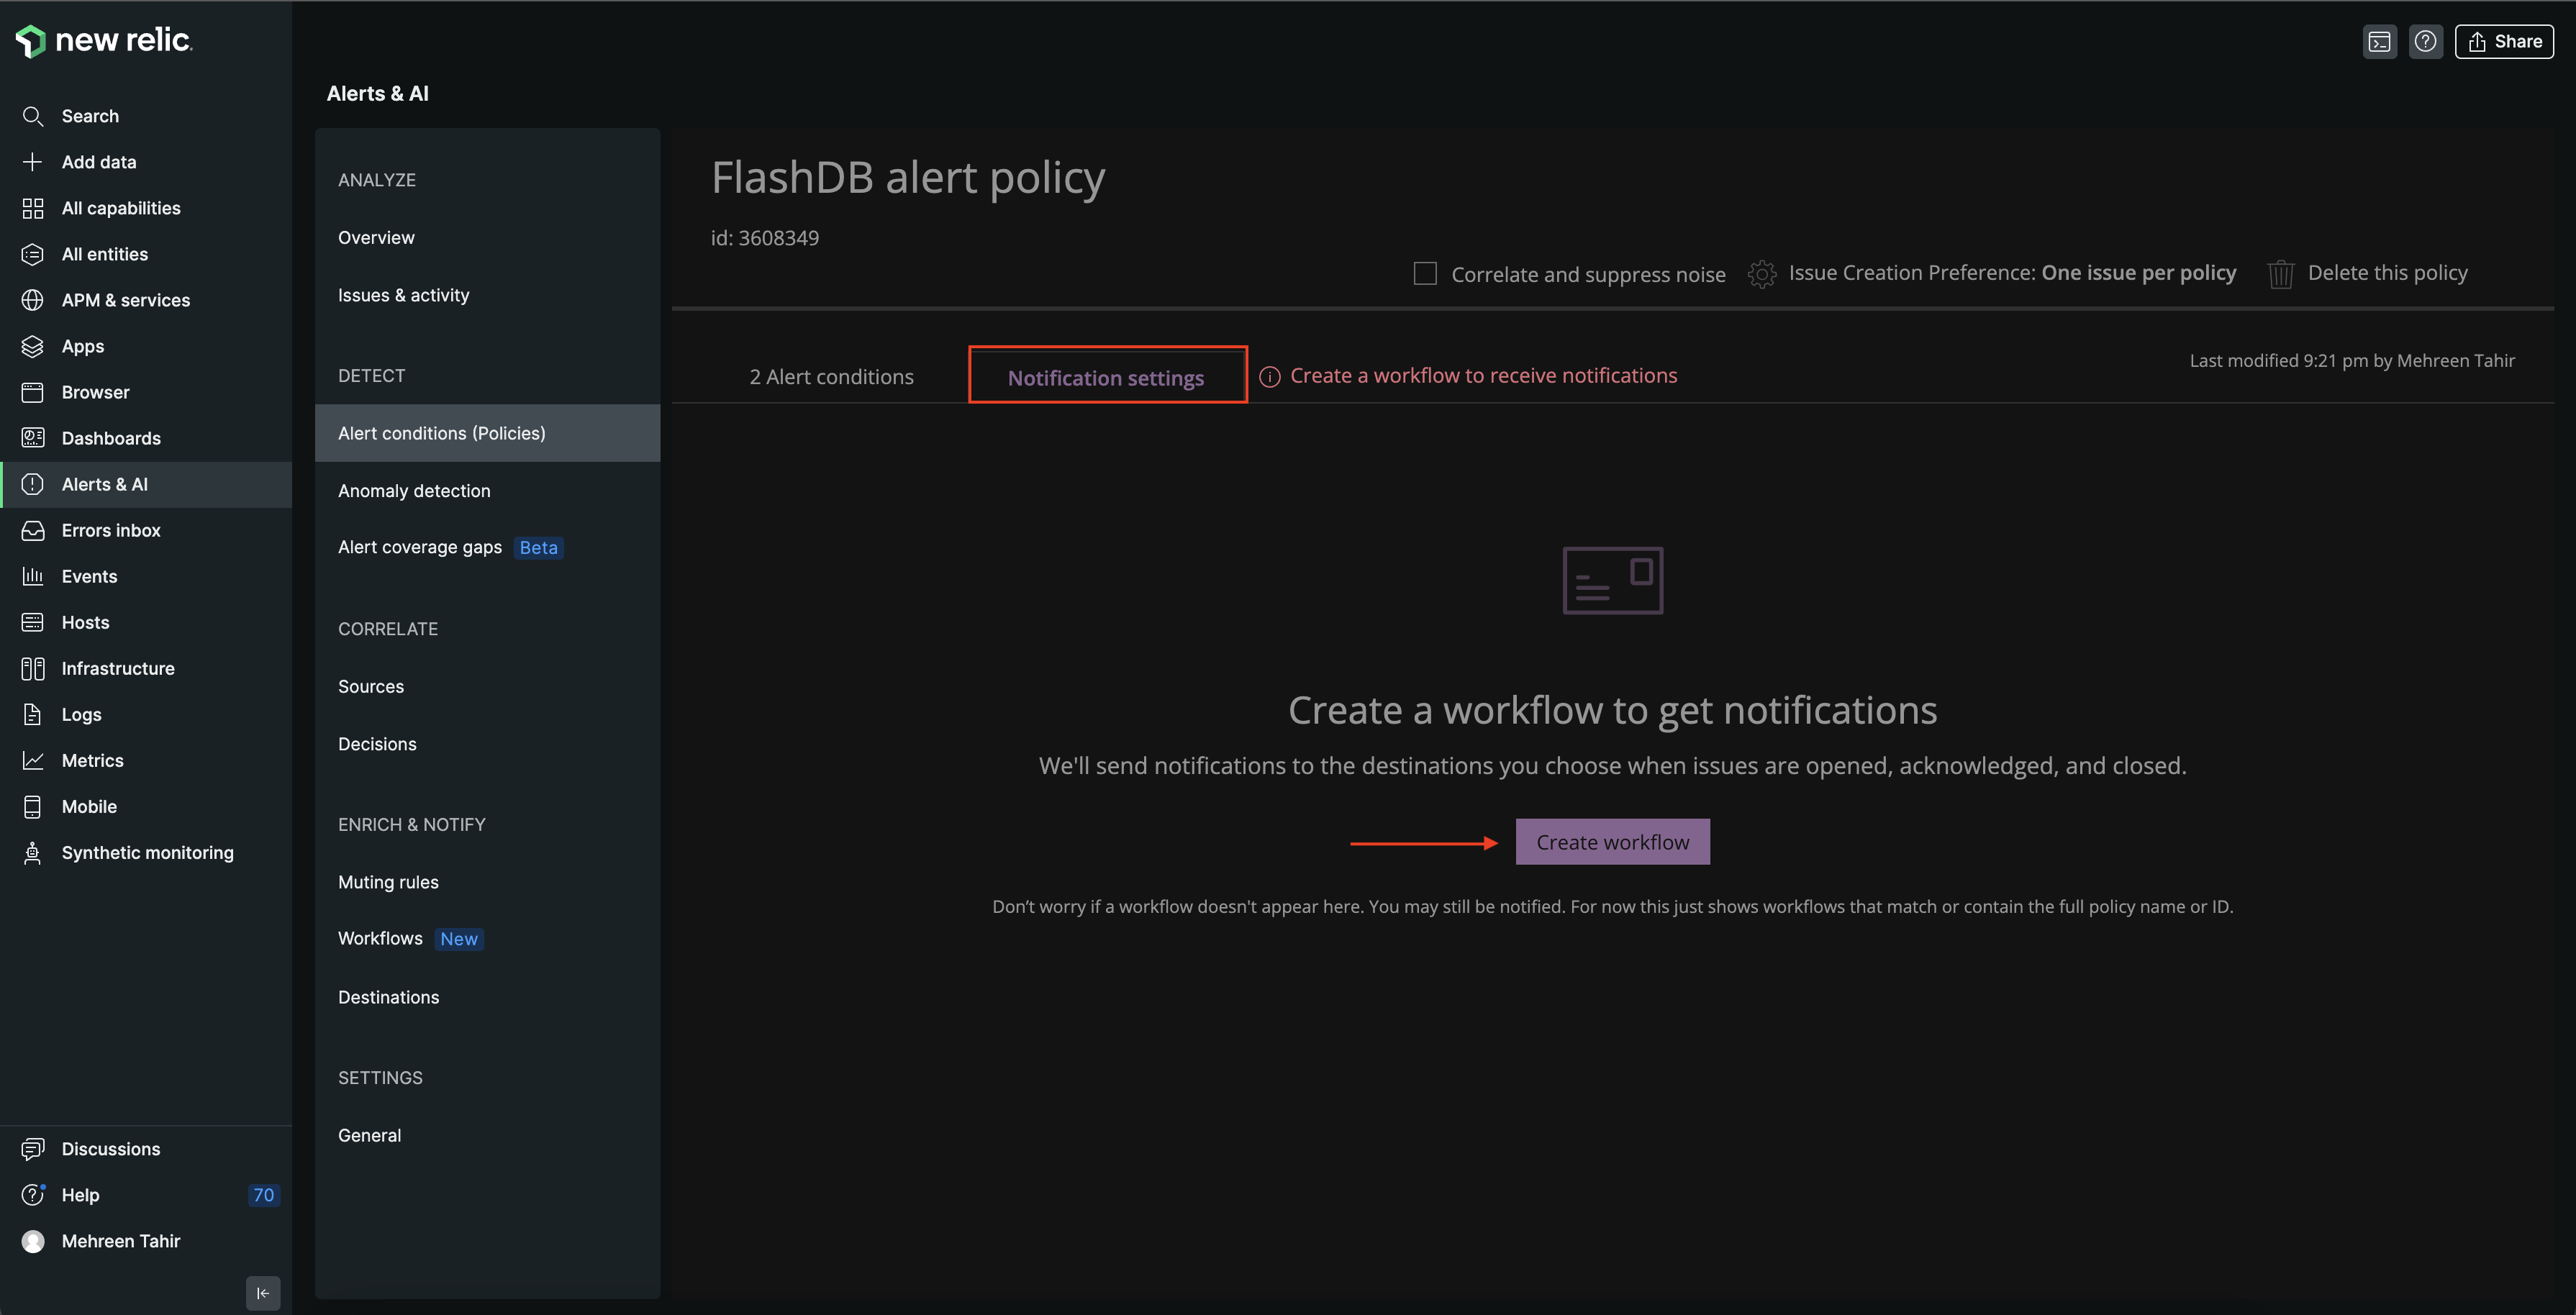 new relic.
Share
Search
Add data
All capabilities
All entities
APM & services
Apps
Browser
Dashboards
Alerts & AI
Errors inbox
Events
Hosts
Infrastructure
Logs
Metrics
Mobile
Synthetic monitoring
Discussions
Help 70
Mehreen Tahir
Alerts & AI
ANALYZE
Overview
Issues & activity
DETECT
Alert conditions (Policies)
Anomaly detection
Alert coverage gaps Beta
CORRELATE
Sources
Decisions
ENRICH & NOTIFY
Muting rules
Workflows New
Destinations
SETTINGS
General
FlashDB alert policy
id: 3608349
Correlate and suppress noise Issue Creation Preference: One issue per policy Delete this policy
2 Alert conditions Notification settings Create a workflow to receive notifications Last modified 9:21 pm by Mehreen Tahir
Create a workflow to get notifications
We'll send notifications to the destinations you choose when issues are opened, acknowledged, and closed.
Create workflow
Don’t worry if a workflow doesn't appear here. You may still be notified. For now this just shows workflows that match or contain the full policy name or ID.